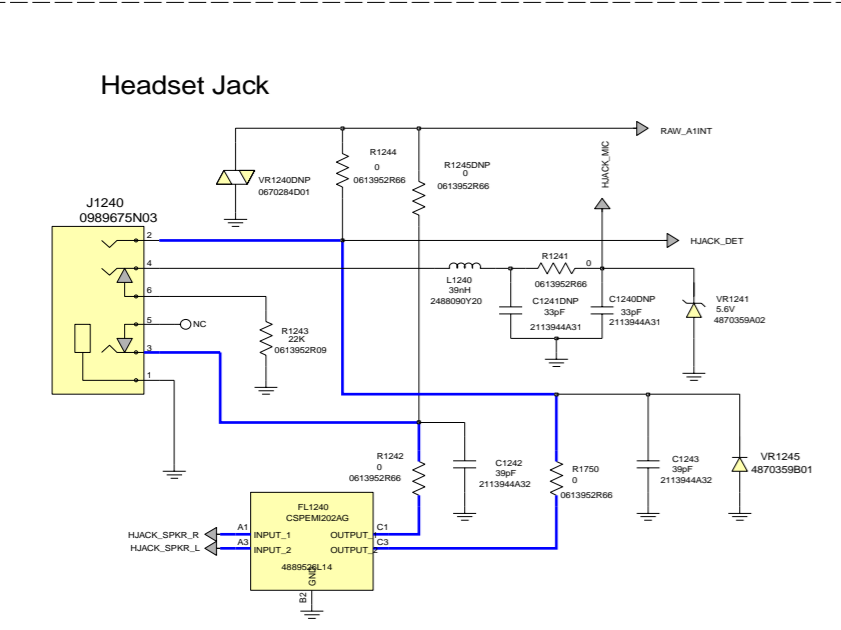 Headset Jack
RAW_A1INT
R1244
0
0613952R66
R1245DNP
0
0613952R66
HJACK_MIC
VR1240DNP
0670284D01
J1240
0989675N03
2
HJACK_DET
4
R1241
0
0613952R66
L1240
39nH
2488090Y20
6
C1241DNP
33pF
2113944A31
C1240DNP
33pF
2113944A31
VR1241
5.6V
4870359A02
5
NC
R1243
22K
0613952R09
3
1
R1242
0
0613952R66
C1242
39pF
2113944A32
R1750
0
0613952R66
C1243
39pF
2113944A32
VR1245
4870359B01
FL1240
CSPEMI202AG
HJACK_SPKR_R
A1
INPUT_1
OUTPUT_1
C1
HJACK_SPKR_L
A3
INPUT_2
OUTPUT_2
C3
4889526L14
GND
B2